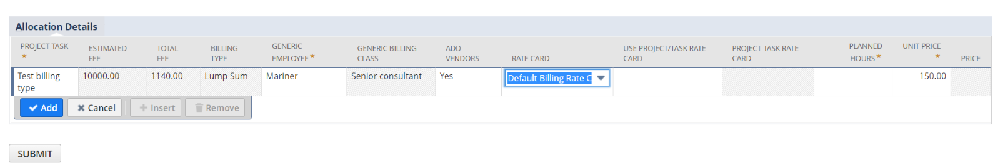 Allocation Details
PROJECT TASK * ESTIMATED FEE TOTAL FEE BILLING TYPE GENERIC EMPLOYEE * GENERIC BILLING CLASS ADD VENDORS RATE CARD USE PROJECT/TASK RATE CARD PROJECT TASK RATE CARD PLANNED HOURS * UNIT PRICE * PRICE
Test billing type 10000.00 1140.00 Lump Sum Mariner Senior consultant Yes Default Billing Rate C 150.00
Add Cancel Insert Remove
SUBMIT